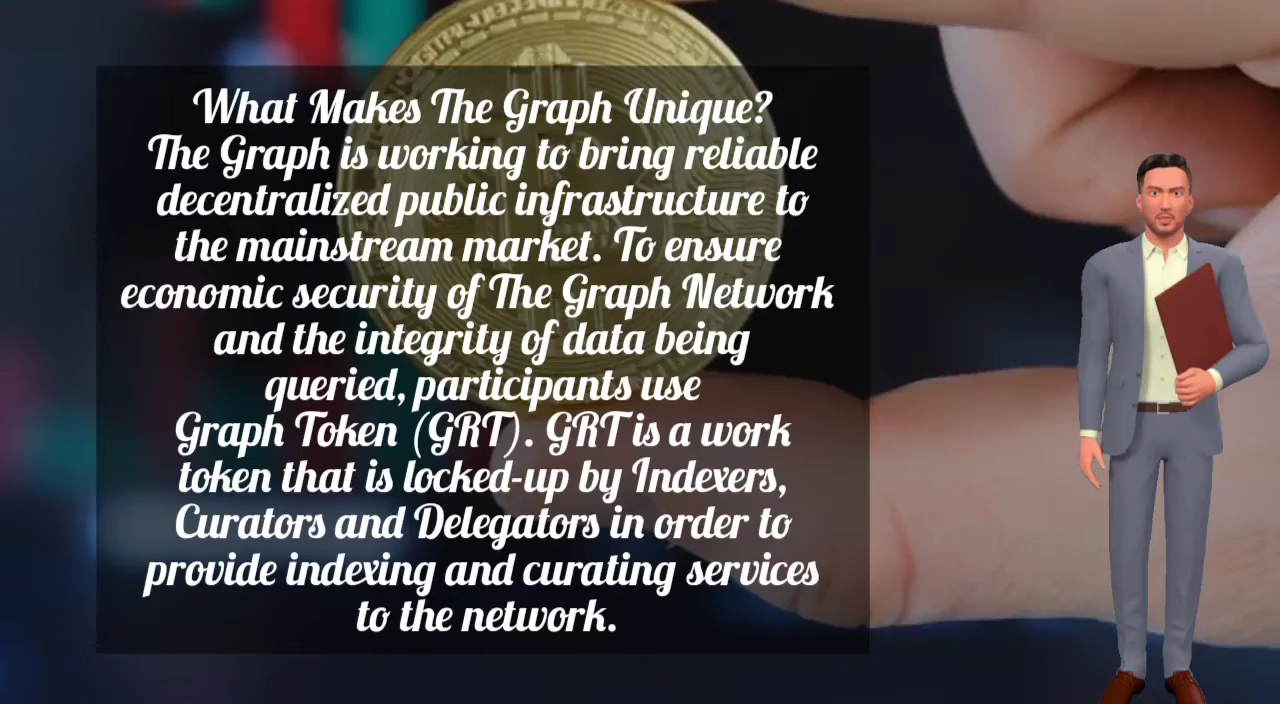 What Makes The Graph Unique?
The Graph is working to bring reliable
decentralized public infrastructure to
the mainstream market. To ensure
economic security of The Graph Network
and the integrity of data being
queried, participants use
Graph Token (GRT). GRT is a work
token that is locked-up by Indexers,
Curators and Delegators in order to
provide indexing and curating services
to the network.